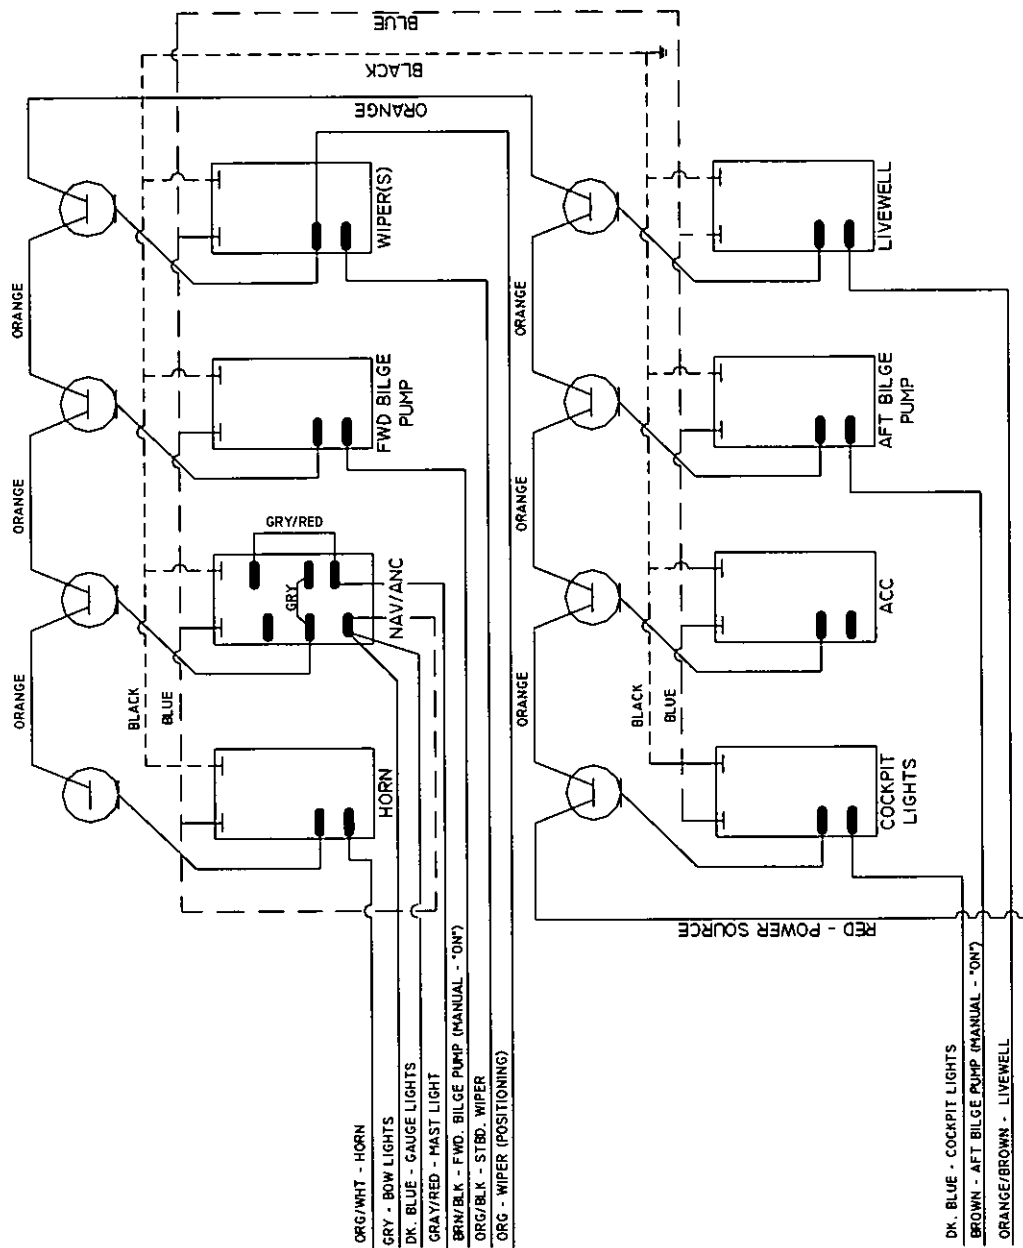 BLUE
BLACK
ORANGE
ORANGE
ORANGE
ORANGE
WIPER(S)
FWD BILGE
PUMP
GRY/RED
GRY
NAV/ANC
BLACK
BLUE
HORN
ORANGE
ORANGE
ORANGE
LIVEWELL
AFT BILGE
PUMP
ACC
BLACK
BLUE
COCKPIT
LIGHTS
RED - POWER SOURCE
ORG/WHT - HORN
GRY - BOW LIGHTS
DK. BLUE - GAUGE LIGHTS
GRAY/RED - MAST LIGHT
BRN/BLK - FWD. BILGE PUMP (MANUAL - "ON")
ORG/BLK - STBD. WIPER
ORG - WIPER (POSITIONING)
DK. BLUE - COCKPIT LIGHTS
BROWN - AFT BILGE PUMP (MANUAL - "ON")
ORANGE/BROWN - LIVEWELL